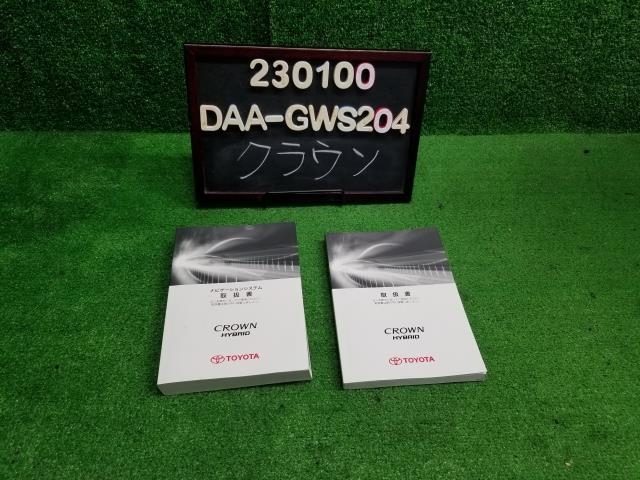 230100
DAA-GWS204
クラウン
ナビゲーションシステム
取扱書
CROWN
HYBRID
TOYOTA
取扱書
CROWN
HYBRID
TOYOTA